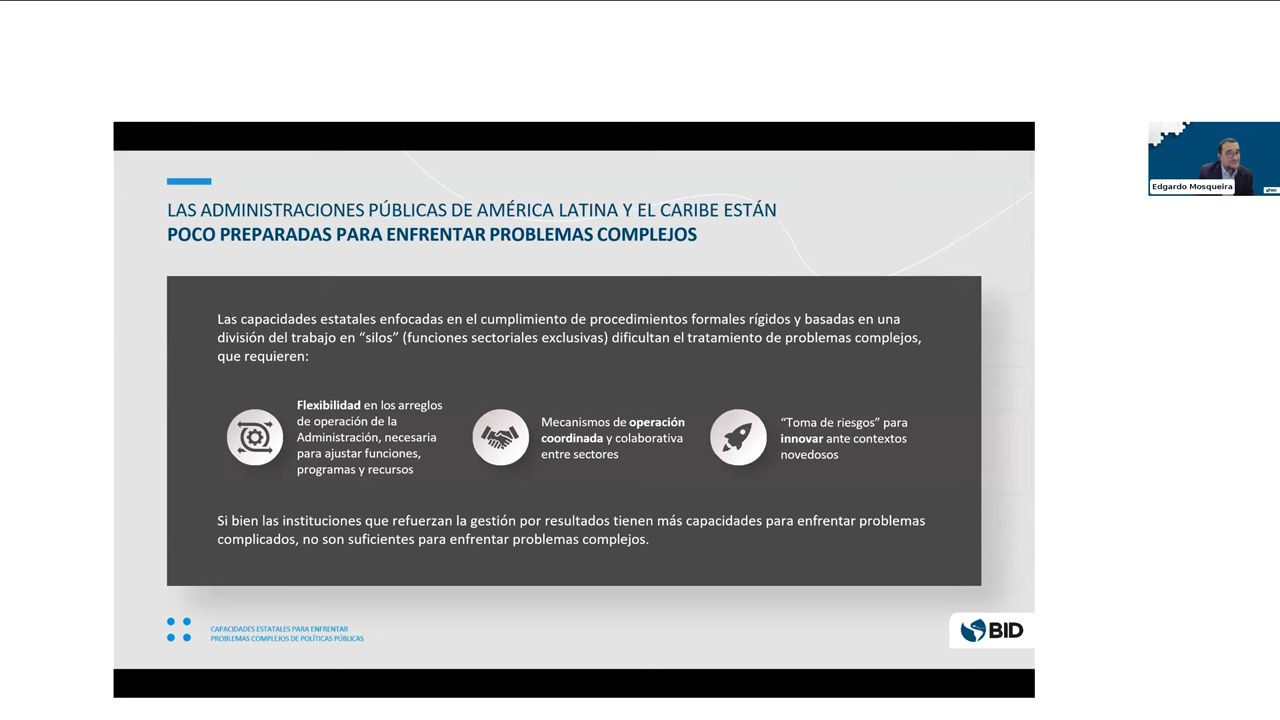 LAS ADMINISTRACIONES PÚBLICAS DE AMÉRICA LATINA Y EL CARIBE ESTÁN
POCO PREPARADAS PARA ENFRENTAR PROBLEMAS COMPLEJOS
Las capacidades estatales enfocadas en el cumplimiento de procedimientos formales rígidos y basadas en una
división del trabajo en “silos” (funciones sectoriales exclusivas) dificultan el tratamiento de problemas complejos,
que requieren:
Flexibilidad en los arreglos
de operación de la
Administración, necesaria
para ajustar funciones,
programas y recursos
Mecanismos de operación
coordinada y colaborativa
entre sectores
“Toma de riesgos” para
innovar ante contextos
novedosos
Si bien las instituciones que refuerzan la gestión por resultados tienen más capacidades para enfrentar problemas
complicados, no son suficientes para enfrentar problemas complejos.
CAPACIDADES ESTATALES PARA ENFRENTAR
PROBLEMAS COMPLEJOS DE POLÍTICAS PÚBLICAS
BID
Edgardo Mosqueira
BID